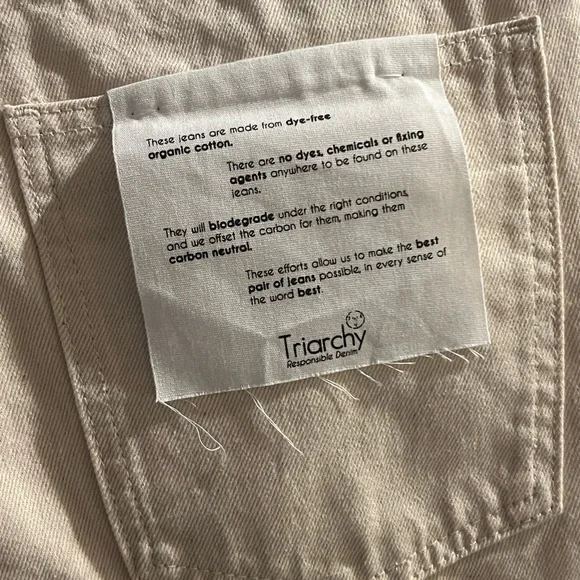 These jeans are made from dye-free
organic cotton.
There are no dyes, chemicals or fixing
agents anywhere to be found on these
jeans.
They will biodegrade under the right conditions,
and we offset the carbon for them, making them
carbon neutral.
These efforts allow us to make the best
pair of jeans possible, in every sense of
the word best.
Triarchy
Responsible Denim